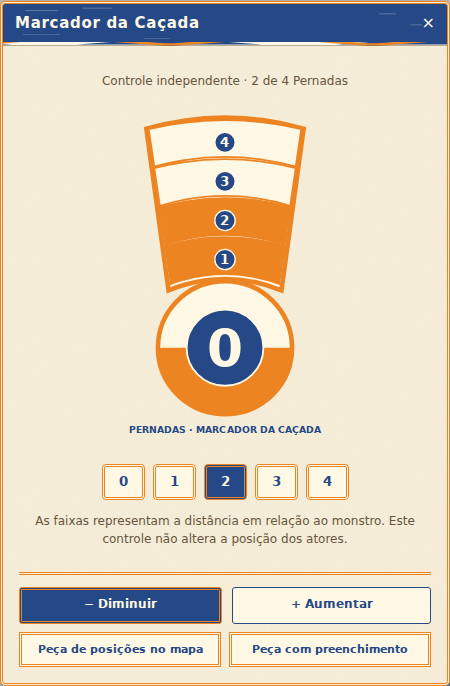 Marcador da Caçada ×
Controle independente · 2 de 4 Pernadas
4
3
2
1
0
PERNADAS · MARCADOR DA CAÇADA
0 1 2 3 4
As faixas representam a distância em relação ao monstro. Este
controle não altera a posição dos atores.
− Diminuir + Aumentar
Peça de posições no mapa Peça com preenchimento